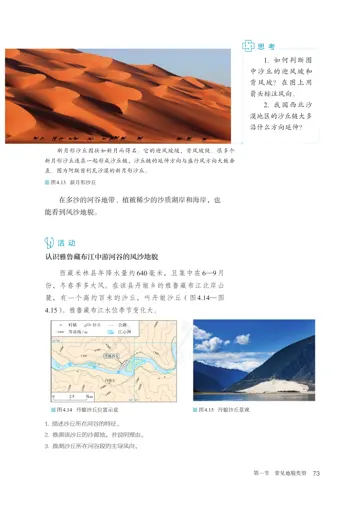 思考
1. 如何判断图
中沙丘的迎风坡和
背风坡？在图上用
箭头标注风向。
2. 我国西北沙
漠地区的沙丘链大多
沿什么方向延伸？
新月形沙丘因状如新月而得名。它的迎风坡缓，背风坡陡。很多个
新月形沙丘连在一起形成沙丘链，沙丘链的延伸方向与盛行风方向大致垂
直。图为阿联酋利瓦沙漠的新月形沙丘。
图4.13 新月形沙丘
在多沙的河谷地带、植被稀少的沙质湖岸和海岸，也
能看到风沙地貌。
活动
认识雅鲁藏布江中游河谷的风沙地貌
西藏米林县年降水量约640毫米，且集中在6—9月
份，冬春季多大风。在该县丹娘乡的雅鲁藏布江北岸山
麓，有一个高约百米的沙丘，叫丹娘沙丘（图4.14—图
4.15）。雅鲁藏布江水位季节变化大。
图4.14 丹娘沙丘位置示意
图4.15 丹娘沙丘景观
1. 描述沙丘所在河谷的特征。
2. 推测该沙丘的沙源地，并说明理由。
3. 推测沙丘所在河谷段的主导风向。
第一节 常见地貌类型 73